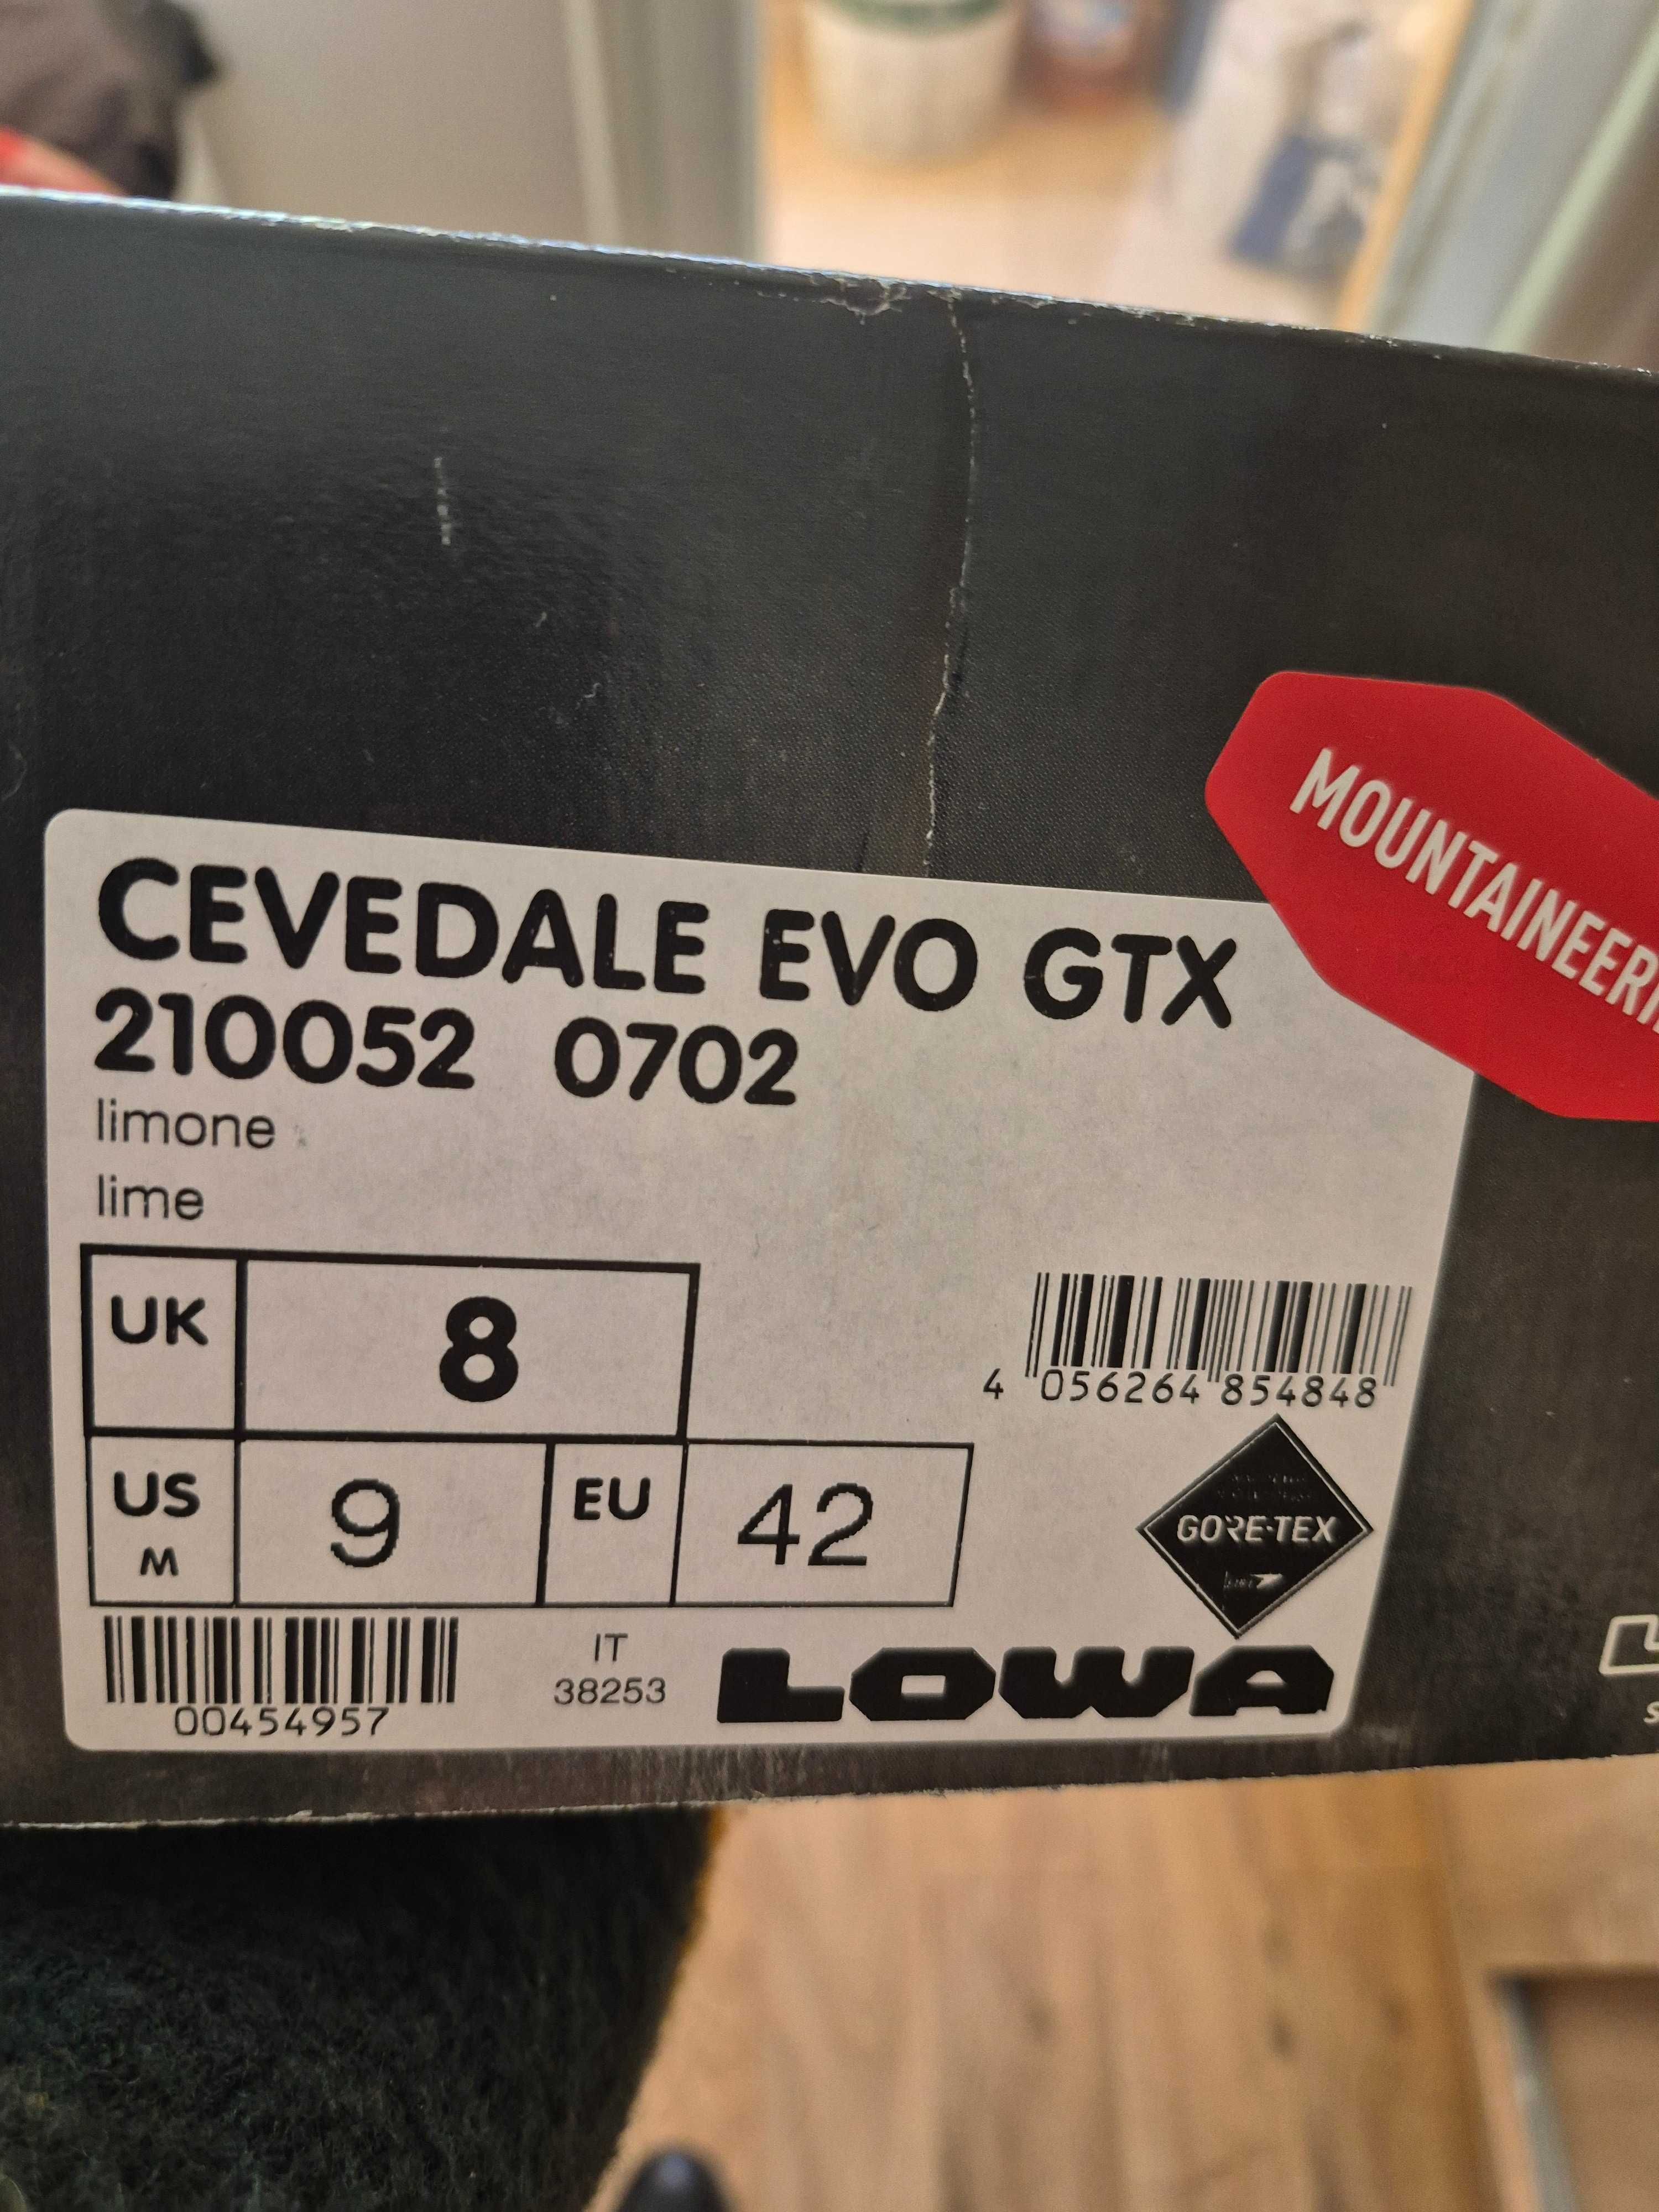 MOUNTAINEERI
CEVEDALE EVO GTX
210052 0702
limone
lime
UK 8
4 056264 854848
US M 9 EU 42
GORE-TEX
00454957
IT
38253
LOWA